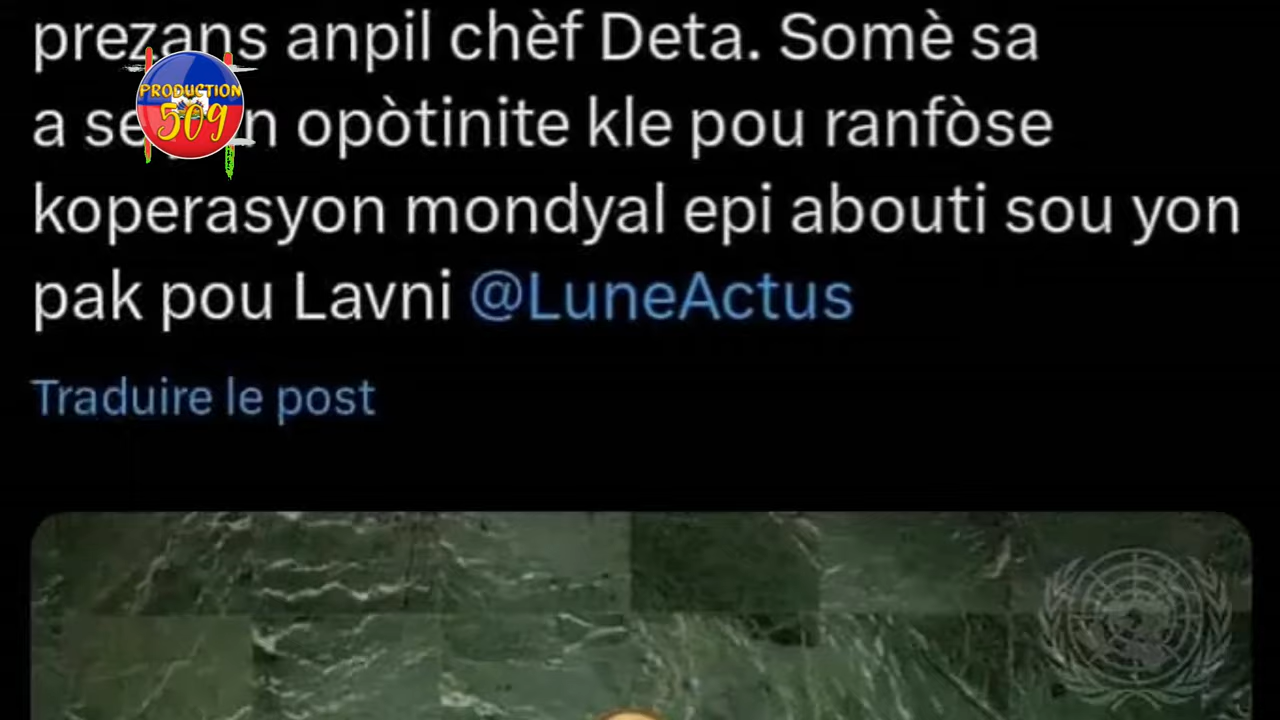 prezans anpil chèf Deta. Somè sa
a se n opòtinite kle pou ranfòse
koperasyon mondyal epi abouti sou yon
pak pou Lavni @LuneActus
Traduire le post
PRODUCTION
509